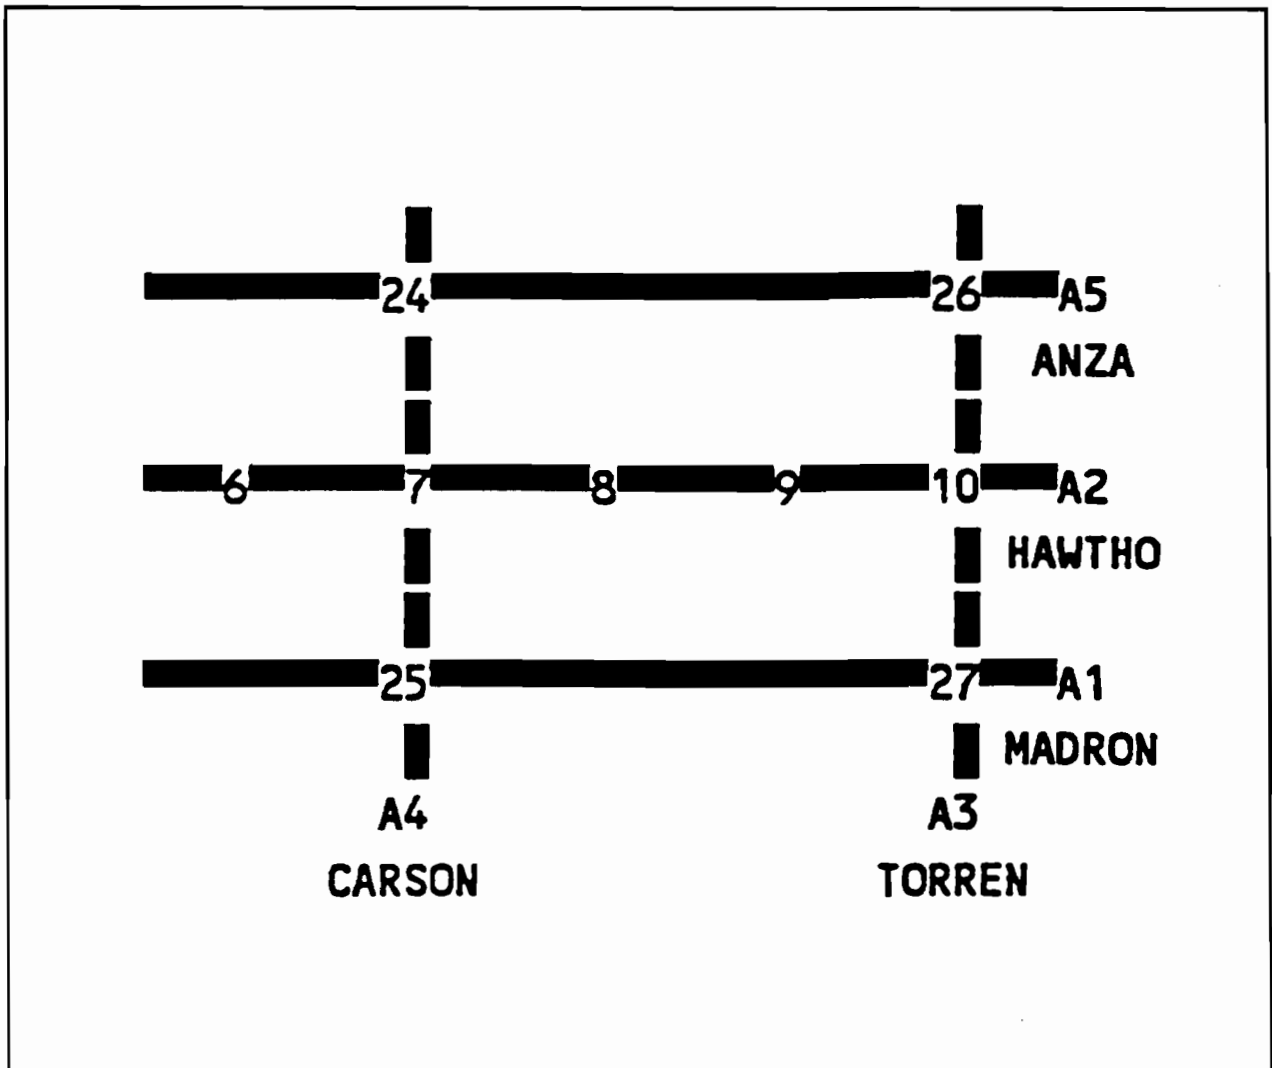 24 26 A5
ANZA
6 7 8 9 10 A2
HAWTHO
25 27 A1
MADRON
A4 A3
CARSON TORREN